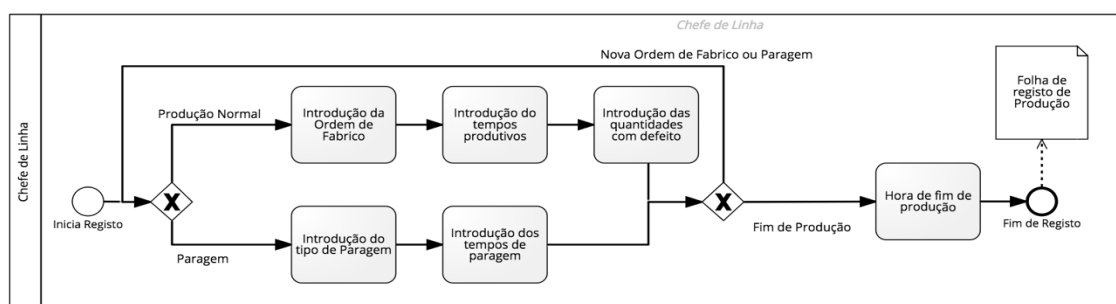 Chefe de Linha
Chefe de Linha
Nova Ordem de Fabrico ou Paragem
Folha de
registo de
Produção
Produção Normal
Introdução da
Ordem de
Fabrico
Introdução do
tempos
produtivos
Introdução das
quantidades
com defeito
Inicia Registo
X
X
Hora de fim de
produção
Fim de Produção
Fim de Registo
Paragem
Introdução do
tipo de Paragem
Introdução dos
tempos de
paragem